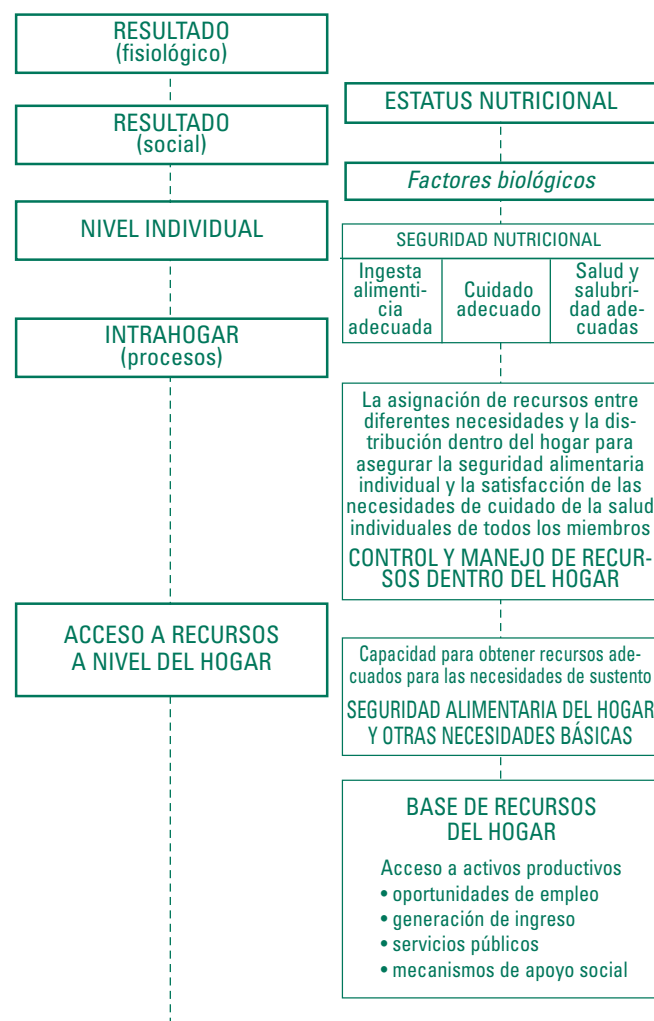 RESULTADO
(fisiológico)
RESULTADO
(social)
NIVEL INDIVIDUAL
INTRAHOGAR
(procesos)
ACCESO A RECURSOS
A NIVEL DEL HOGAR
ESTATUS NUTRICIONAL
Factores biológicos
SEGURIDAD NUTRICIONAL
Ingesta
alimenti-
cia
adecuada
Cuidado
adecuado
Salud y
salubri-
dad ade-
cuadas
La asignación de recursos entre
diferentes necesidades y la dis-
tribución dentro del hogar para
asegurar la seguridad alimentaria
individual y la satisfacción de las
necesidades de cuidado de la salud
individuales de todos los miembros
CONTROL Y MANEJO DE RECUR-
SOS DENTRO DEL HOGAR
Capacidad para obtener recursos ade-
cuados para las necesidades de sustento
SEGURIDAD ALIMENTARIA DEL HOGAR
Y OTRAS NECESIDADES BÁSICAS
BASE DE RECURSOS
DEL HOGAR
Acceso a activos productivos
• oportunidades de empleo
• generación de ingreso
• servicios públicos
• mecanismos de apoyo social